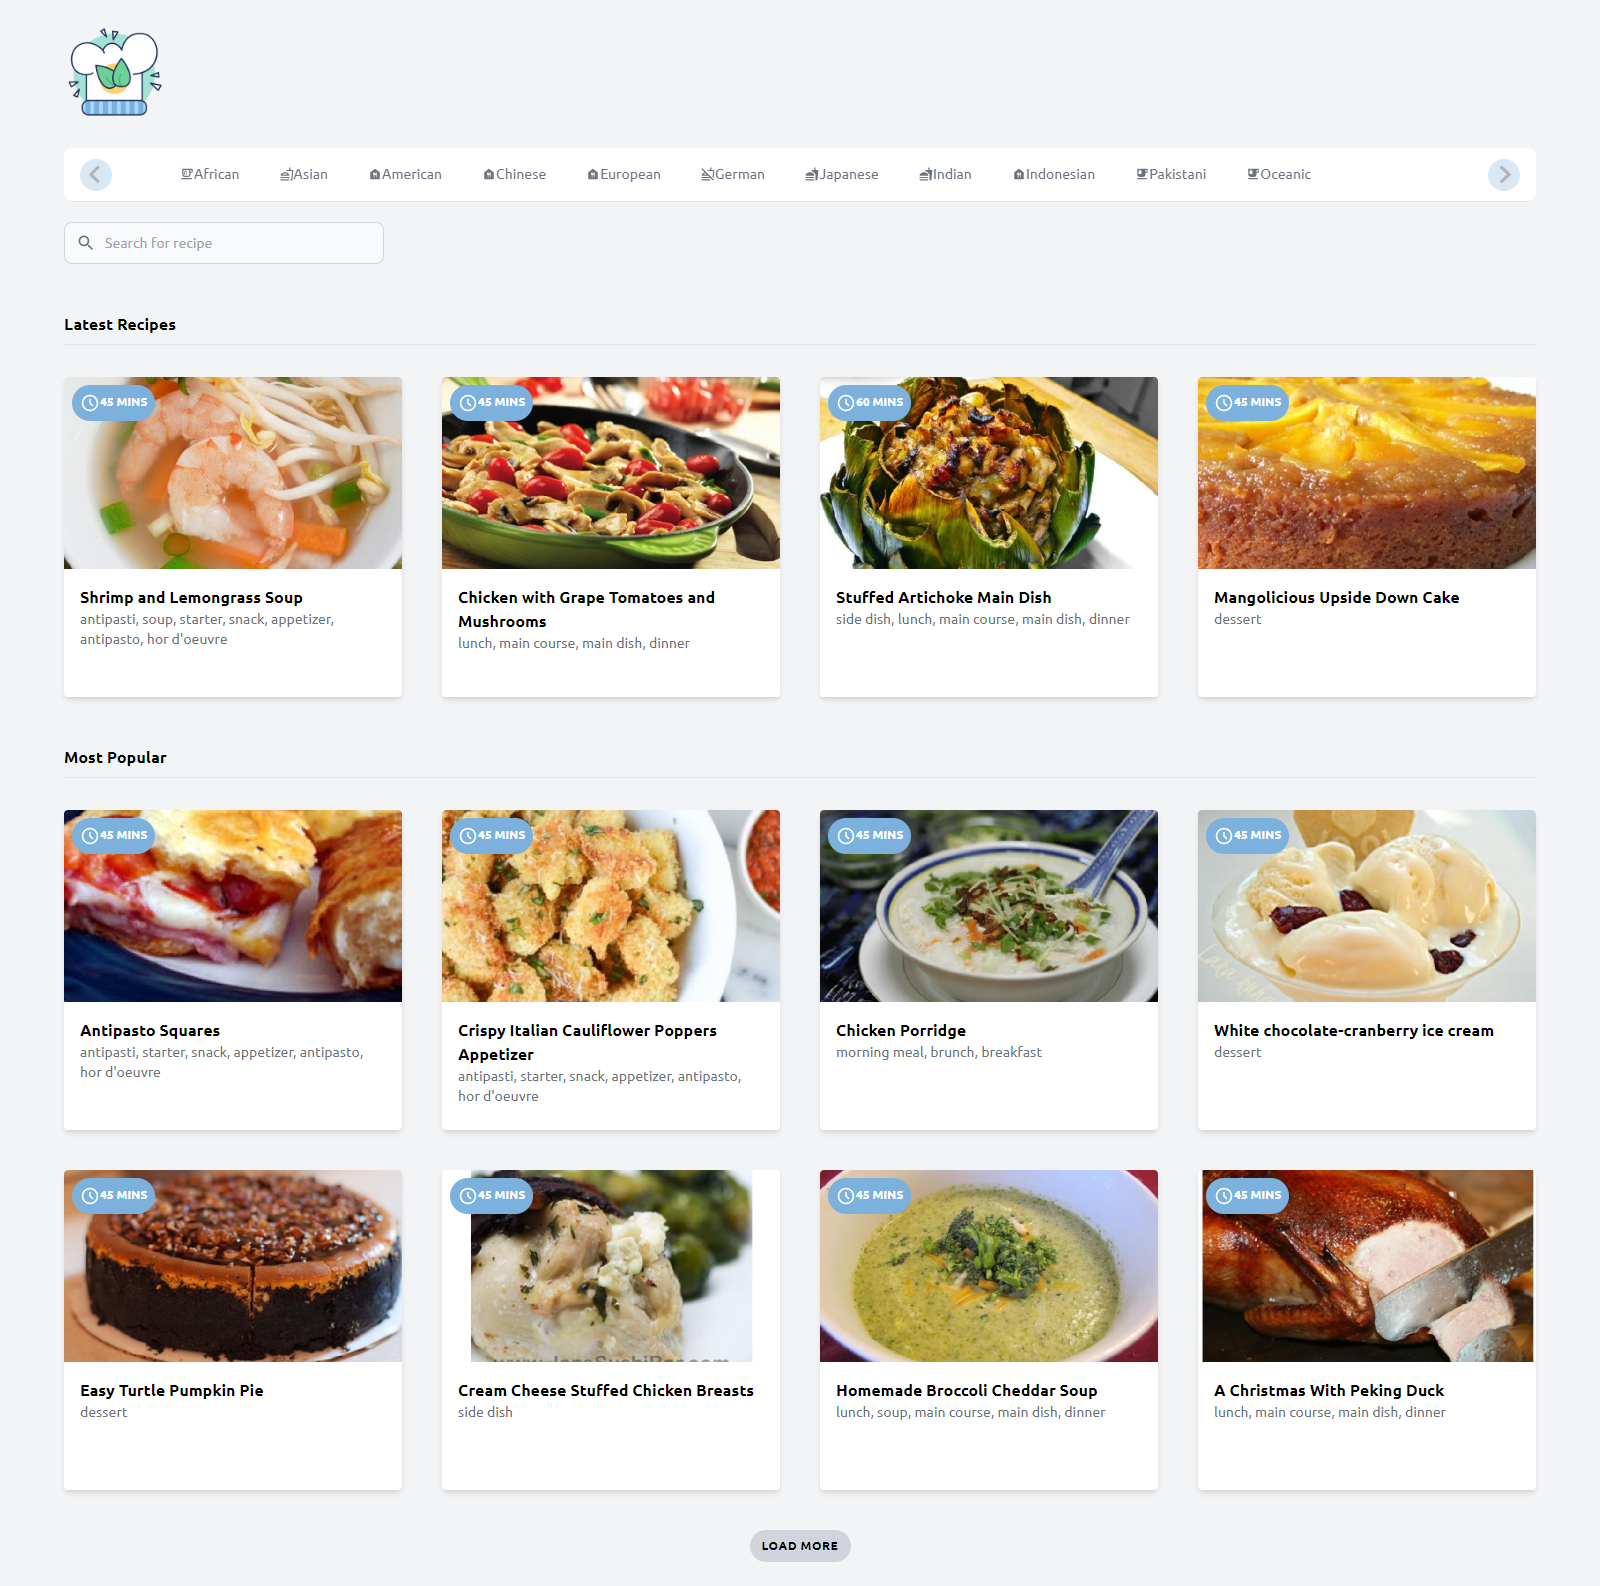 African Asian American Chinese European German Japanese Indian Indonesian Pakistani Oceanic
Search for recipe
Latest Recipes
45 MINS
Shrimp and Lemongrass Soup
antipasti, soup, starter, snack, appetizer,
antipasto, hor d'oeuvre
45 MINS
Chicken with Grape Tomatoes and
Mushrooms
lunch, main course, main dish, dinner
60 MINS
Stuffed Artichoke Main Dish
side dish, lunch, main course, main dish, dinner
45 MINS
Mangolicious Upside Down Cake
dessert
Most Popular
45 MINS
Antipasto Squares
antipasti, starter, snack, appetizer, antipasto,
hor d'oeuvre
45 MINS
Crispy Italian Cauliflower Poppers
Appetizer
antipasti, starter, snack, appetizer, antipasto,
hor d'oeuvre
45 MINS
Chicken Porridge
morning meal, brunch, breakfast
45 MINS
White chocolate-cranberry ice cream
dessert
45 MINS
Easy Turtle Pumpkin Pie
dessert
45 MINS
Cream Cheese Stuffed Chicken Breasts
side dish
45 MINS
Homemade Broccoli Cheddar Soup
lunch, soup, main course, main dish, dinner
45 MINS
A Christmas With Peking Duck
lunch, main course, main dish, dinner
LOAD MORE